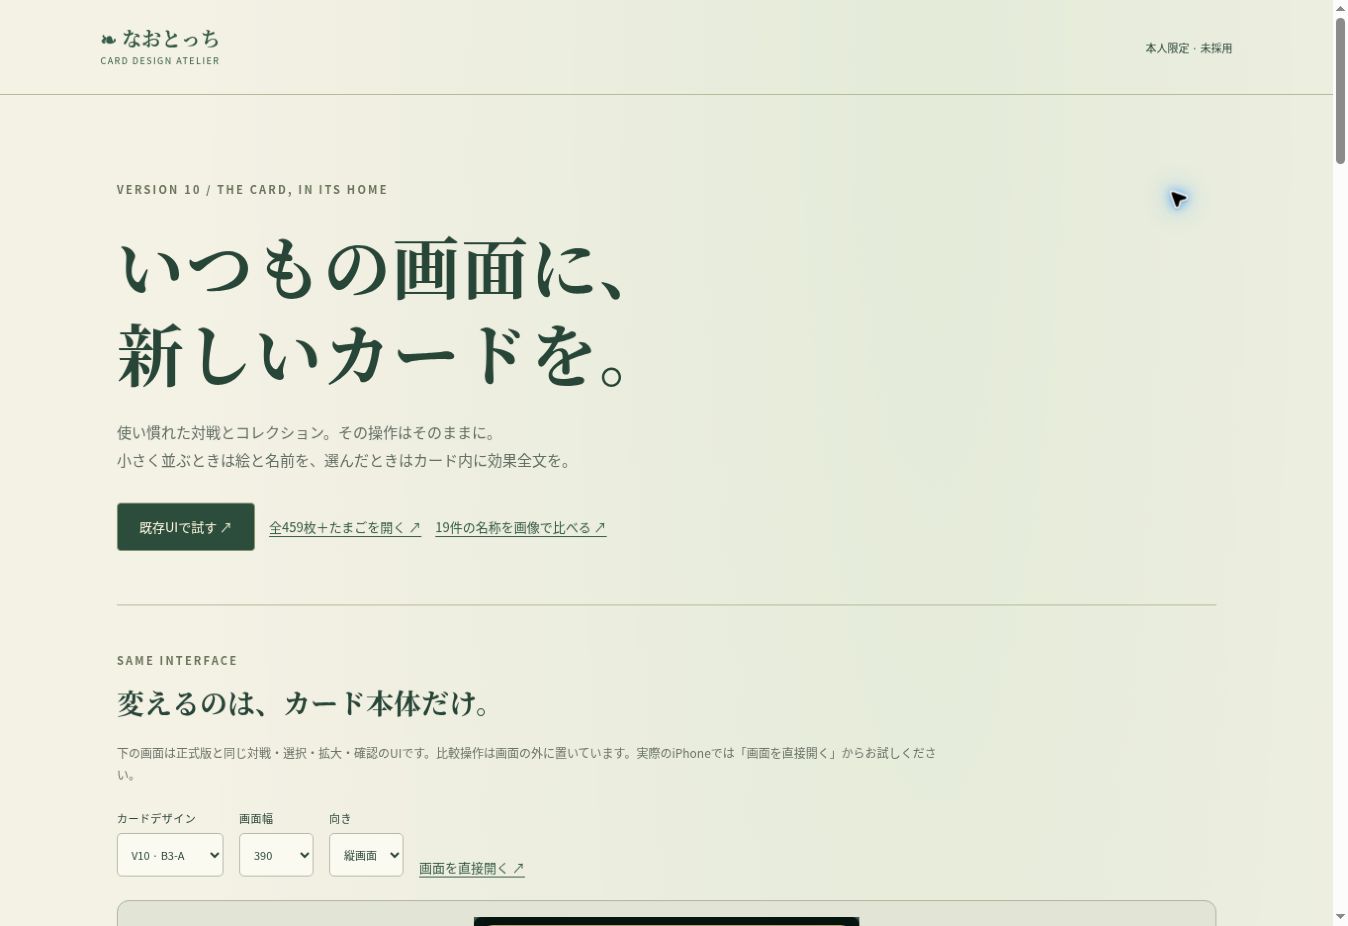 ❧ なおとっち
CARD DESIGN ATELIER
本人限定 · 未採用
VERSION 10 / THE CARD, IN ITS HOME
いつもの画面に、
新しいカードを。
使い慣れた対戦とコレクション。その操作はそのままに。
小さく並ぶときは絵と名前を、選んだときはカード内に効果全文を。
既存UIで試す ↗
全459枚＋たまごを開く ↗
19件の名称を画像で比べる ↗
SAME INTERFACE
変えるのは、カード本体だけ。
下の画面は正式版と同じ対戦・選択・拡大・確認のUIです。比較操作は画面の外に置いています。実際のiPhoneでは「画面を直接開く」からお試しくださ
い。
カードデザイン
画面幅
向き
V10 · B3-A
390
縦画面
画面を直接開く ↗